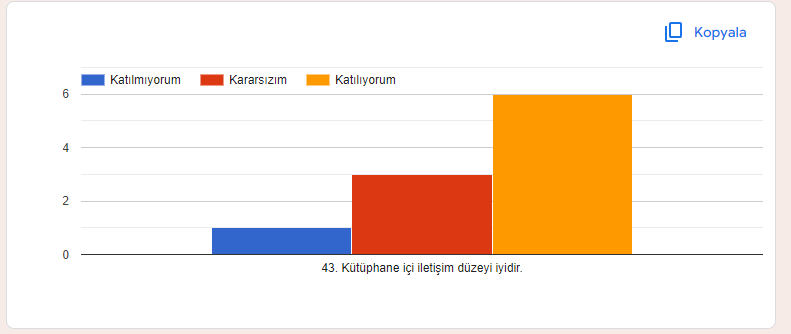 Kopyala
Katılmıyorum Kararsızım Katılıyorum
6
4
2
0
43. Kütüphane içi iletişim düzeyi iyidir.